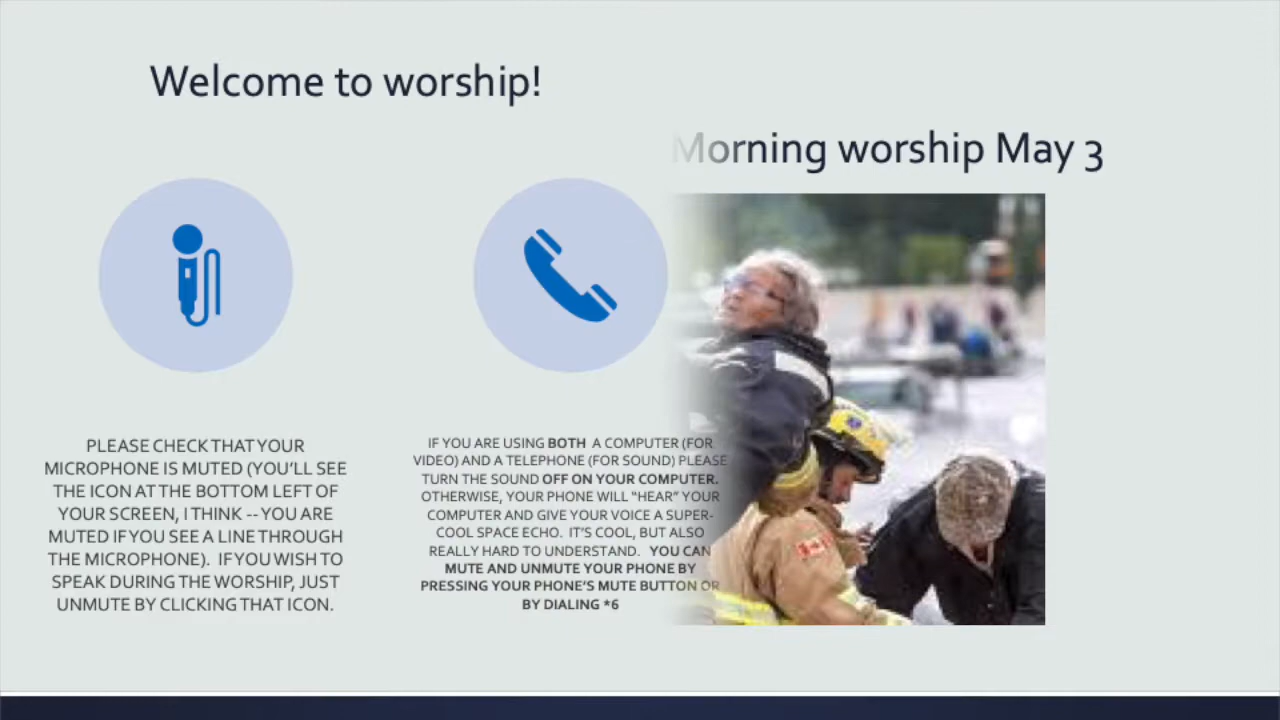 Welcome to worship!
Morning worship May 3
PLEASE CHECK THAT YOUR
MICROPHONE IS MUTED (YOU'LL SEE
THE ICON AT THE BOTTOM LEFT OF
YOUR SCREEN, I THINK -- YOU ARE
MUTED IF YOU SEE A LINE THROUGH
THE MICROPHONE). IF YOU WISH TO
SPEAK DURING THE WORSHIP, JUST
UNMUTE BY CLICKING THAT ICON.
IF YOU ARE USING BOTH A COMPUTER (FOR
VIDEO) AND A TELEPHONE (FOR SOUND) PLEASE
TURN THE SOUND OFF ON YOUR COMPUTER.
OTHERWISE, YOUR PHONE WILL “HEAR” YOUR
COMPUTER AND GIVE YOUR VOICE A SUPER-
COOL SPACE ECHO. IT'S COOL, BUT ALSO
REALLY HARD TO UNDERSTAND. YOU CAN
MUTE AND UNMUTE YOUR PHONE BY
PRESSING YOUR PHONE'S MUTE BUTTON OR
BY DIALING *6